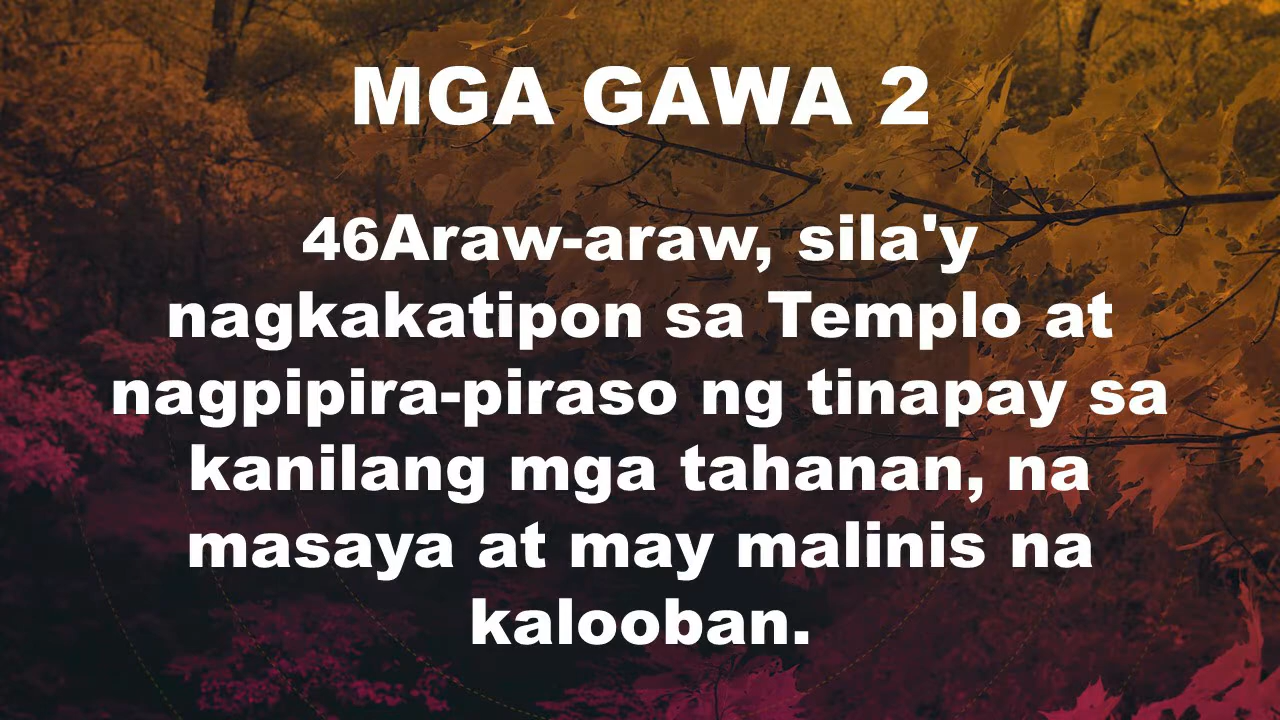 MGA GAWA 2
46Araw-araw, sila'y
nagkakatipon sa Templo at
nagpipira-piraso ng tinapay sa
kanilang mga tahanan, na
masaya at may malinis na
kalooban.